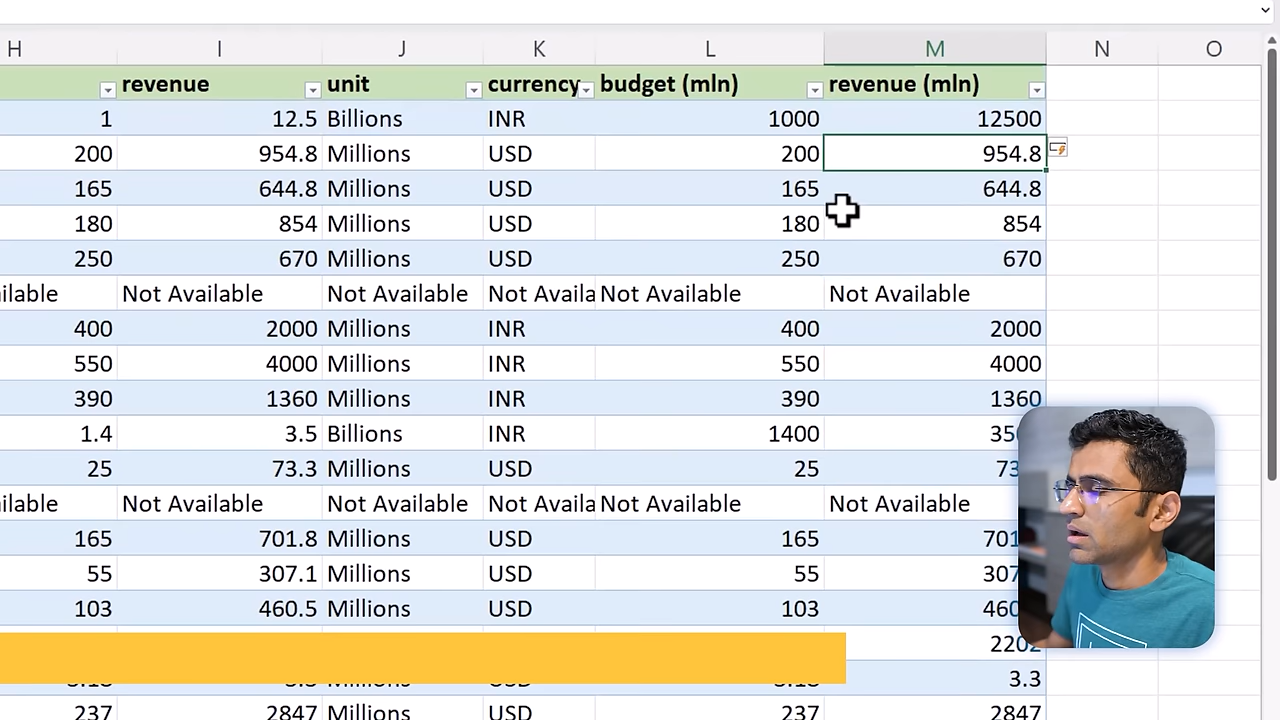 H I J K L M N O
revenue unit currency budget (mln) revenue (mln)
1 12.5 Billions INR 1000 12500
200 954.8 Millions USD 200 954.8
165 644.8 Millions USD 165 644.8
180 854 Millions USD 180 854
250 670 Millions USD 250 670
ilable Not Available Not Available Not Availa Not Available Not Available
400 2000 Millions INR 400 2000
550 4000 Millions INR 550 4000
390 1360 Millions INR 390 1360
1.4 3.5 Billions INR 1400
25 73.3 Millions USD 25
ilable Not Available Not Available Not Availa Not Available Not Available
165 701.8 Millions USD 165 701
55 307.1 Millions USD 55 307
103 460.5 Millions USD 103 460
2202
3.3
237 2847 Millions USD 237 2847